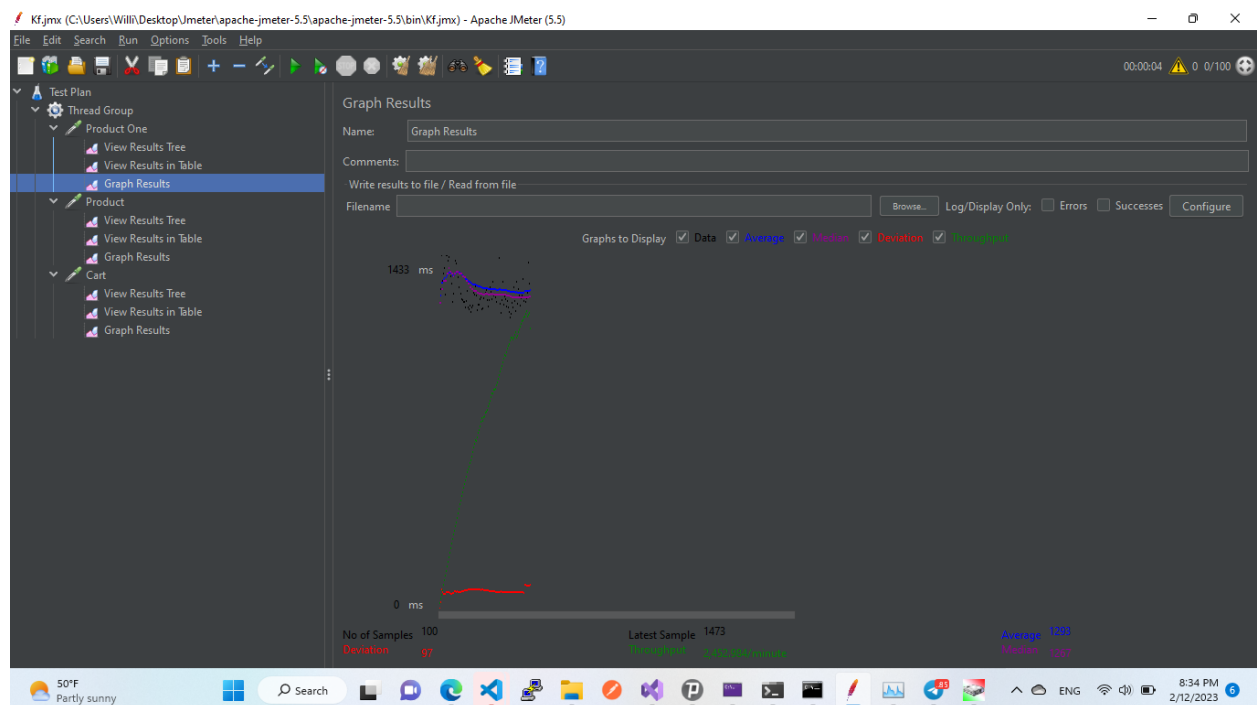 Kf.jmx (C:\Users\Willi\Desktop\Jmeter\apache-jmeter-5.5\apache-jmeter-5.5\bin\Kf.jmx) - Apache JMeter (5.5)
File Edit Search Run Options Tools Help
00:00:04 0 0/100
Test Plan
Thread Group
Product One
View Results Tree
View Results in Table
Graph Results
Product
View Results Tree
View Results in Table
Graph Results
Cart
View Results Tree
View Results in Table
Graph Results
Graph Results
Name: Graph Results
Comments:
Write results to file / Read from file
Filename Browse... Log/Display Only: Errors Successes Configure
Graphs to Display Data Average Median Deviation Throughput
1433 ms
0 ms
No of Samples 100 Latest Sample 1473 Average 1293
Deviation 97 Throughput Median
50°F
Partly sunny
Search
85
ENG
8:34 PM
2/12/2023
6